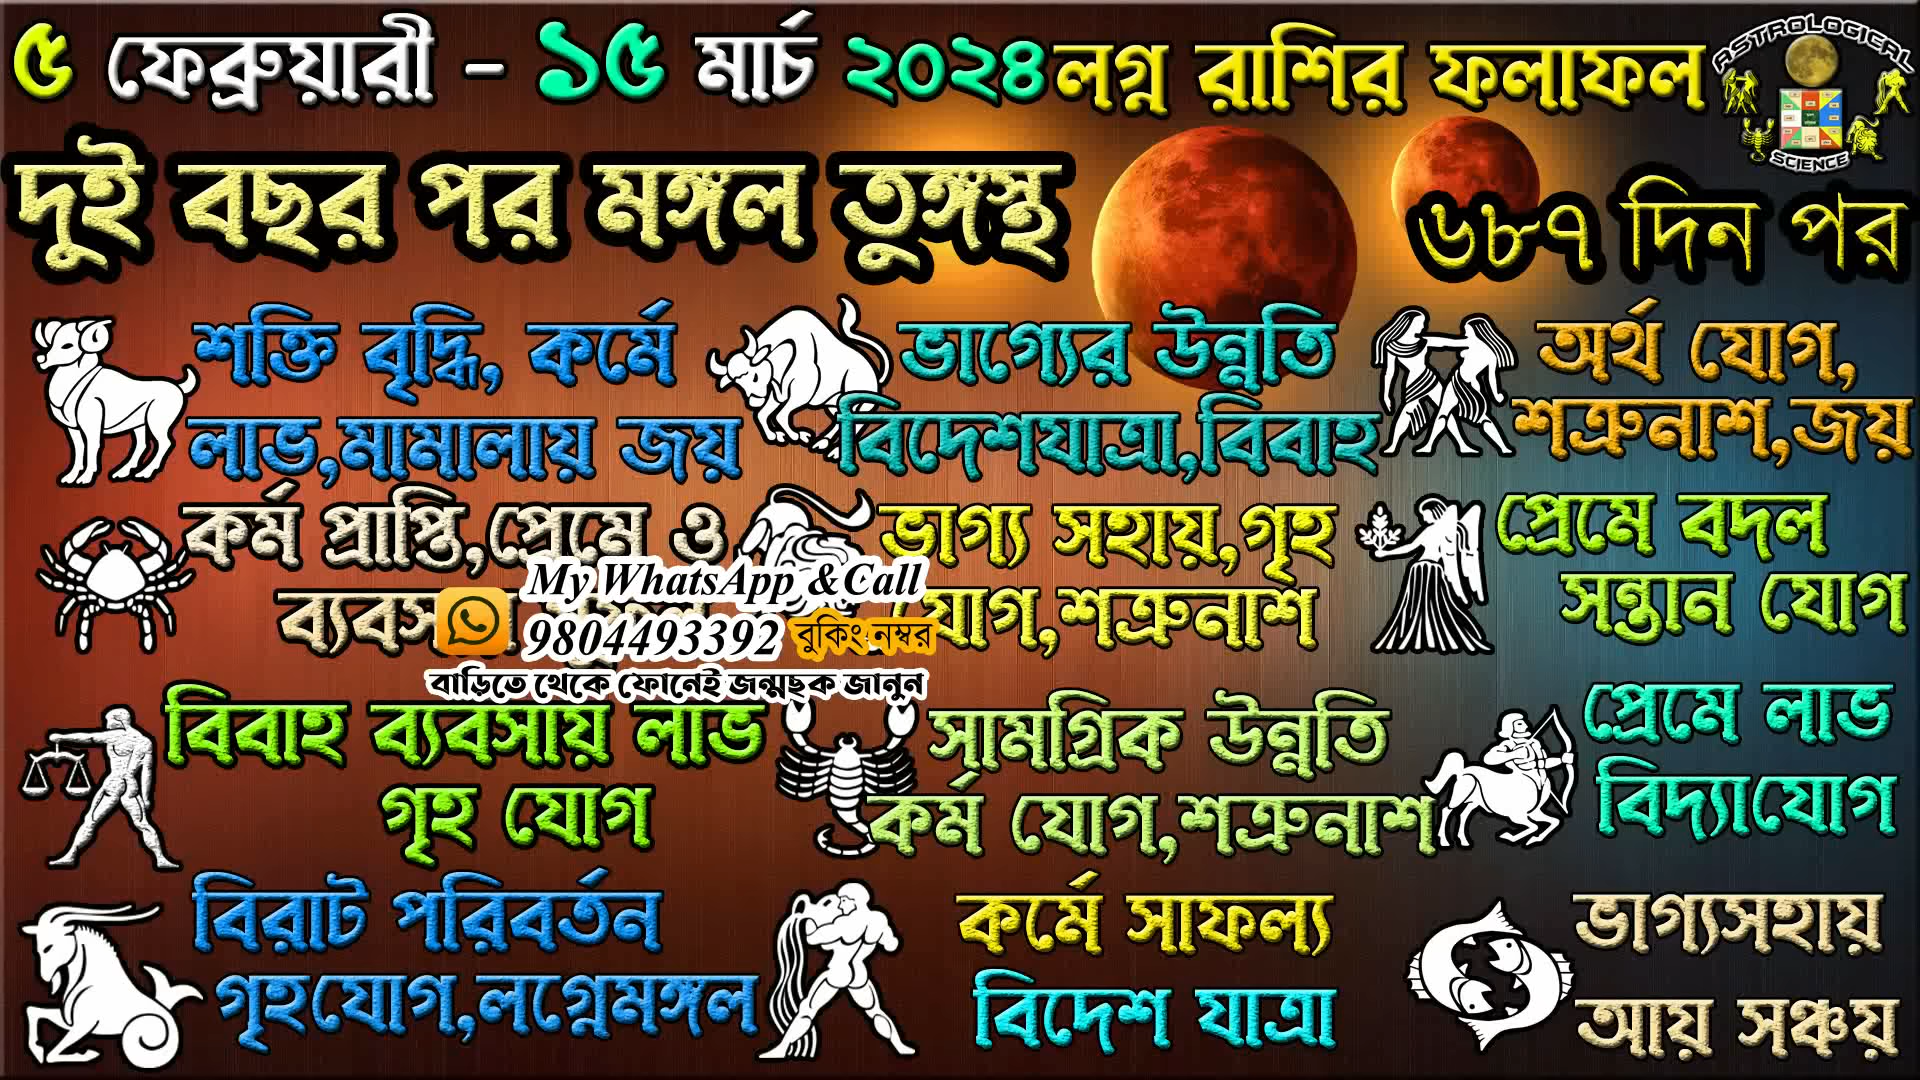 ৫ ফেব্রুয়ারী - ১৫ মার্চ ২০২৪ লগ্ন রাশির ফলাফল
ASTROLOGICAL
SCIENCE
দুই বছর পর মঙ্গল তুঙ্গস্থ
৬৮৭ দিন পর
শক্তি বৃদ্ধি, কর্মে
লাভ,মামালায় জয়
ভাগ্যের উন্নতি
বিদেশযাত্রা,বিবাহ
অর্থ যোগ,
শত্রুনাশ,জয়
কর্ম প্রাপ্তি,প্রেমে ও
ভাগ্য সহায়,গৃহ
যোগ,শত্রুনাশ
প্রেমে বদল
সন্তান যোগ
My WhatsApp &Call
9804493392 বুকিং নম্বর
বাড়িতে থেকে ফোনেই জন্মছক জানুন
বিবাহ ব্যবসায় লাভ
গৃহ যোগ
সামগ্রিক উন্নতি
কর্ম যোগ,শত্রুনাশ
প্রেমে লাভ
বিদ্যাযোগ
বিরাট পরিবর্তন
গৃহযোগ,লগ্নেমঙ্গল
কর্মে সাফল্য
বিদেশ যাত্রা
ভাগ্যসহায়
আয় সঞ্চয়